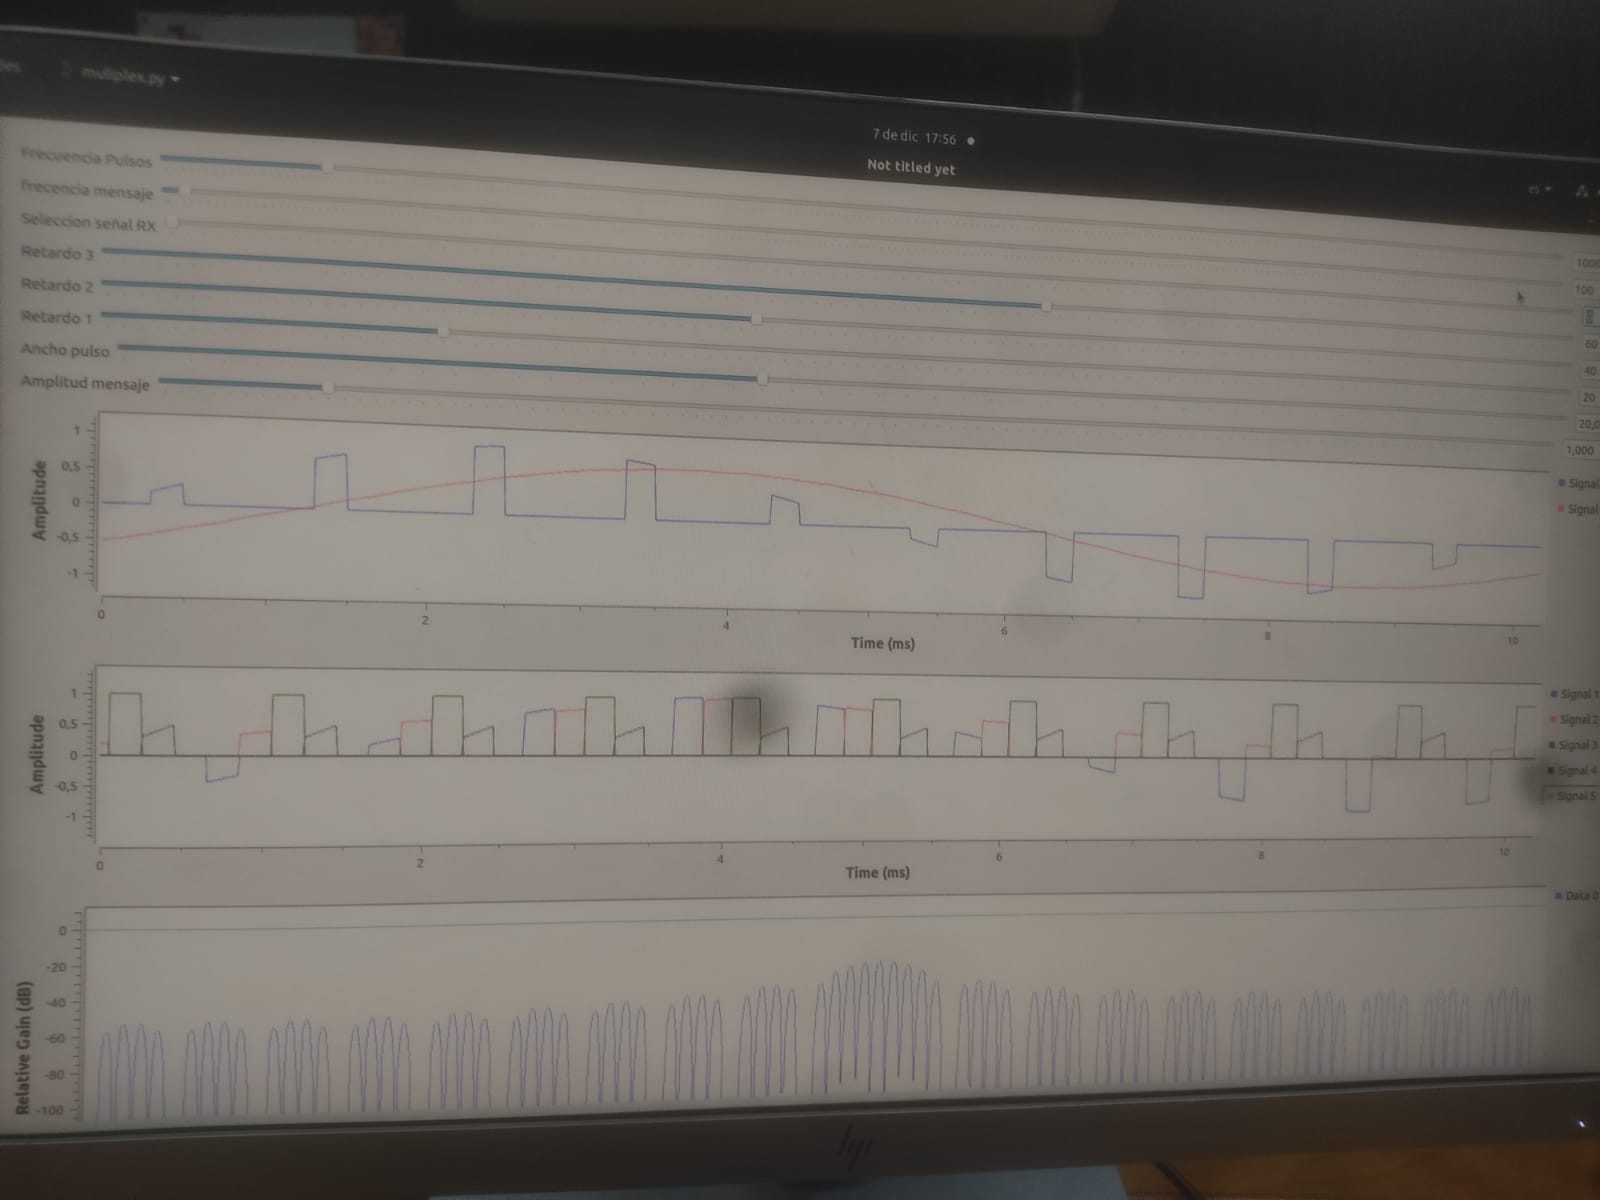 muliplex.py
7 de dic 17:56
Not titled yet
es
Frecuencia Pulsos
frecencia mensaje
100
Seleccion señal RX
Retardo 3
60
Retardo 2
40
Retardo 1
20
Ancho pulso
Amplitud mensaje
1,000
Amplitude
1
0,5
0
-0,5
-1
0 2 4 6 8 10
Time (ms)
Signal
Signal
Amplitude
1
0,5
0
-0,5
-1
0 2 4 6 8 10
Time (ms)
Signal 1
Signal 2
Signal 3
Signal 4
Signal 5
Relative Gain (dB)
0
-20
-40
-60
-80
-100
Data 0
hp